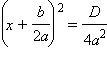 (x + b/2a)² = D/4a²